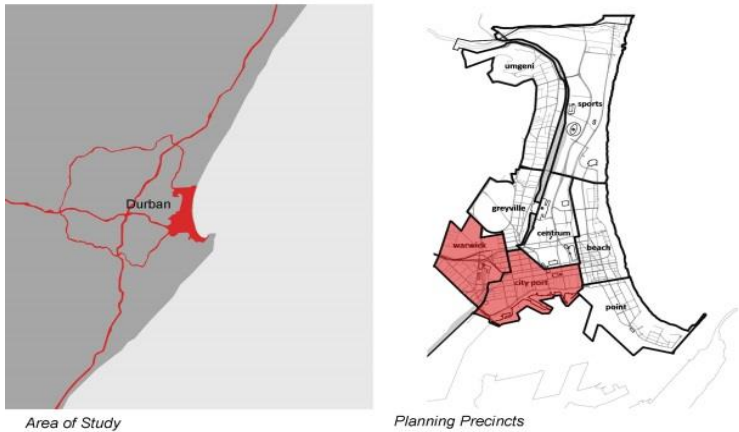 Durban
umgeni
sports
greyville
centrum
warwick
beach
city port
point
Area of Study
Planning Precincts